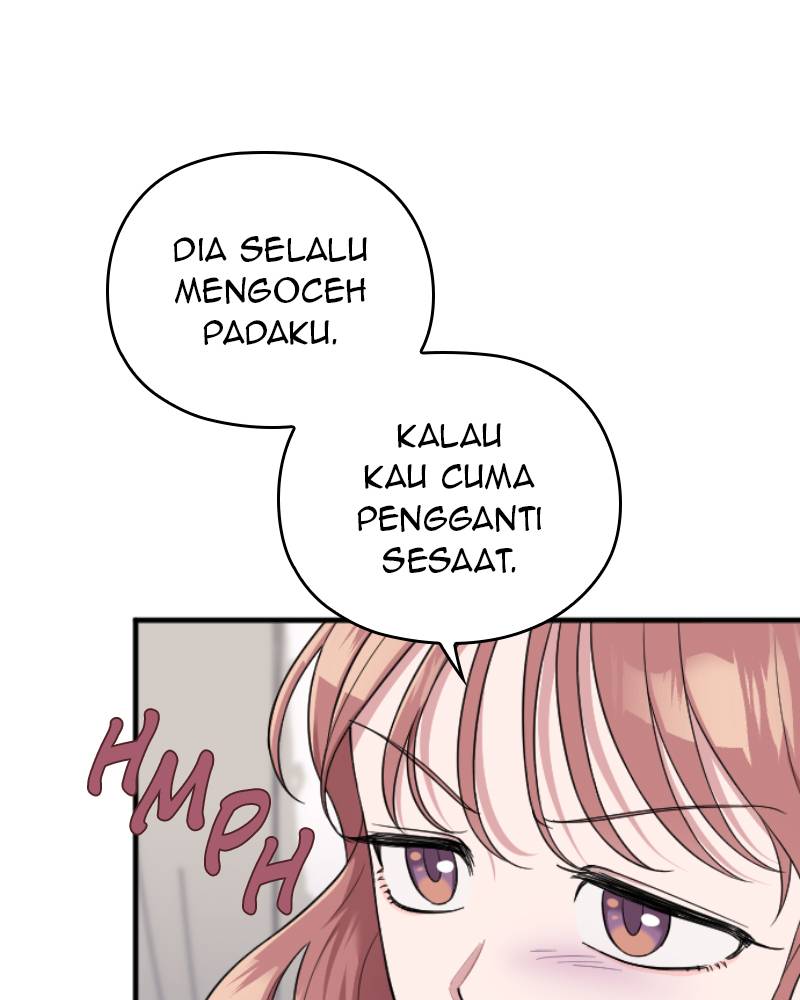 DIA SELALU
MENGOCEH
PADAKU.
KALAU
KAU CUMA
PENGGANTI
SESAAT.
HMPH